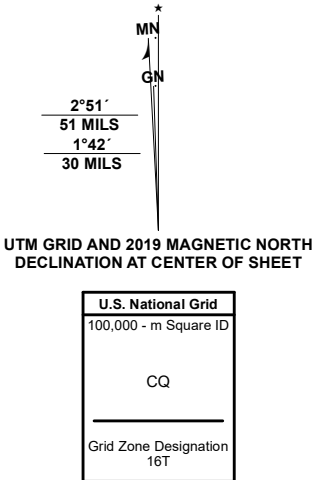 MN
GN
2°51´
51 MILS
1°42´
30 MILS
UTM GRID AND 2019 MAGNETIC NORTH
DECLINATION AT CENTER OF SHEET
U.S. National Grid
100,000 - m Square ID
CQ
Grid Zone Designation
16T